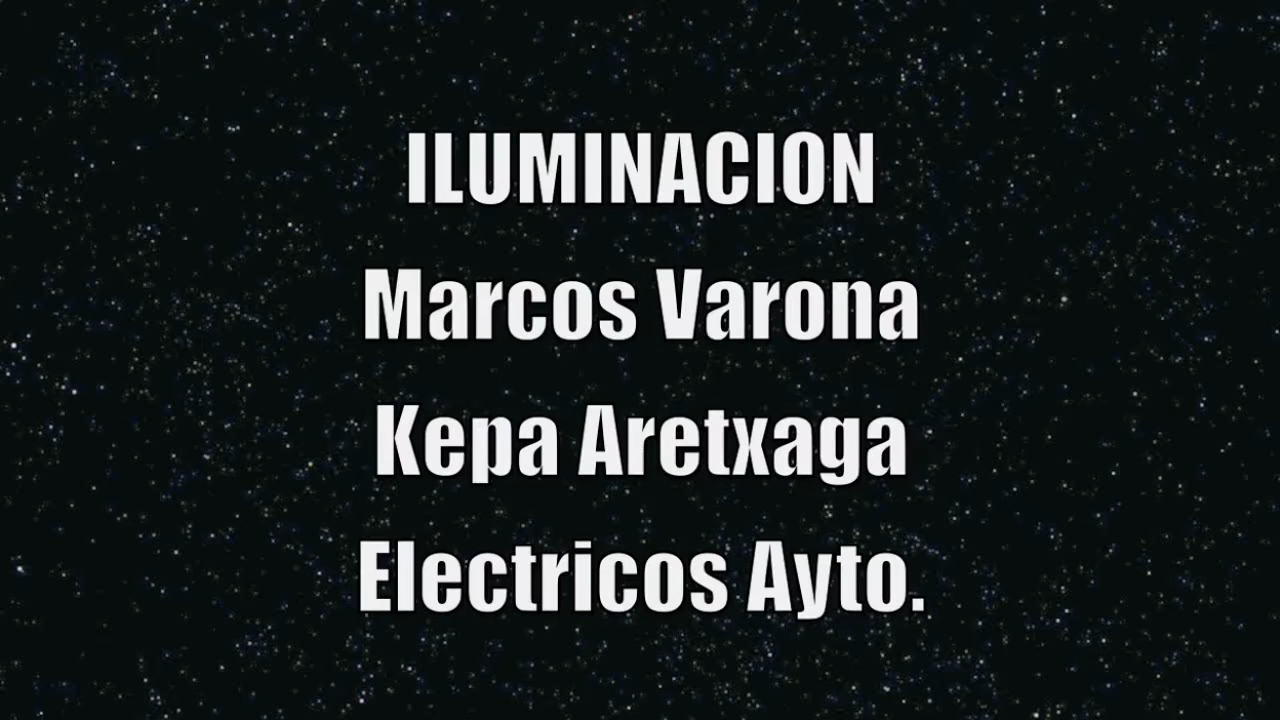 ILUMINACION
Marcos Varona
Kepa Aretxaga
Electricos Ayto.